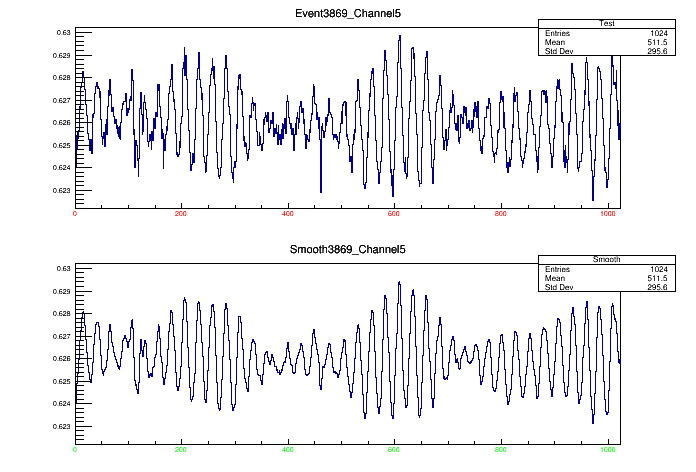 Event3869_Channel5
Test
Entries 1024
Mean 511.5
Std Dev 295.6
0.63
0.629
0.628
0.627
0.626
0.625
0.624
0.623
0 200 400 600 800 1000
Smooth3869_Channel5
Smooth
Entries 1024
Mean 511.5
Std Dev 295.6
0.63
0.629
0.628
0.627
0.626
0.625
0.624
0.623
0 200 400 600 800 1000